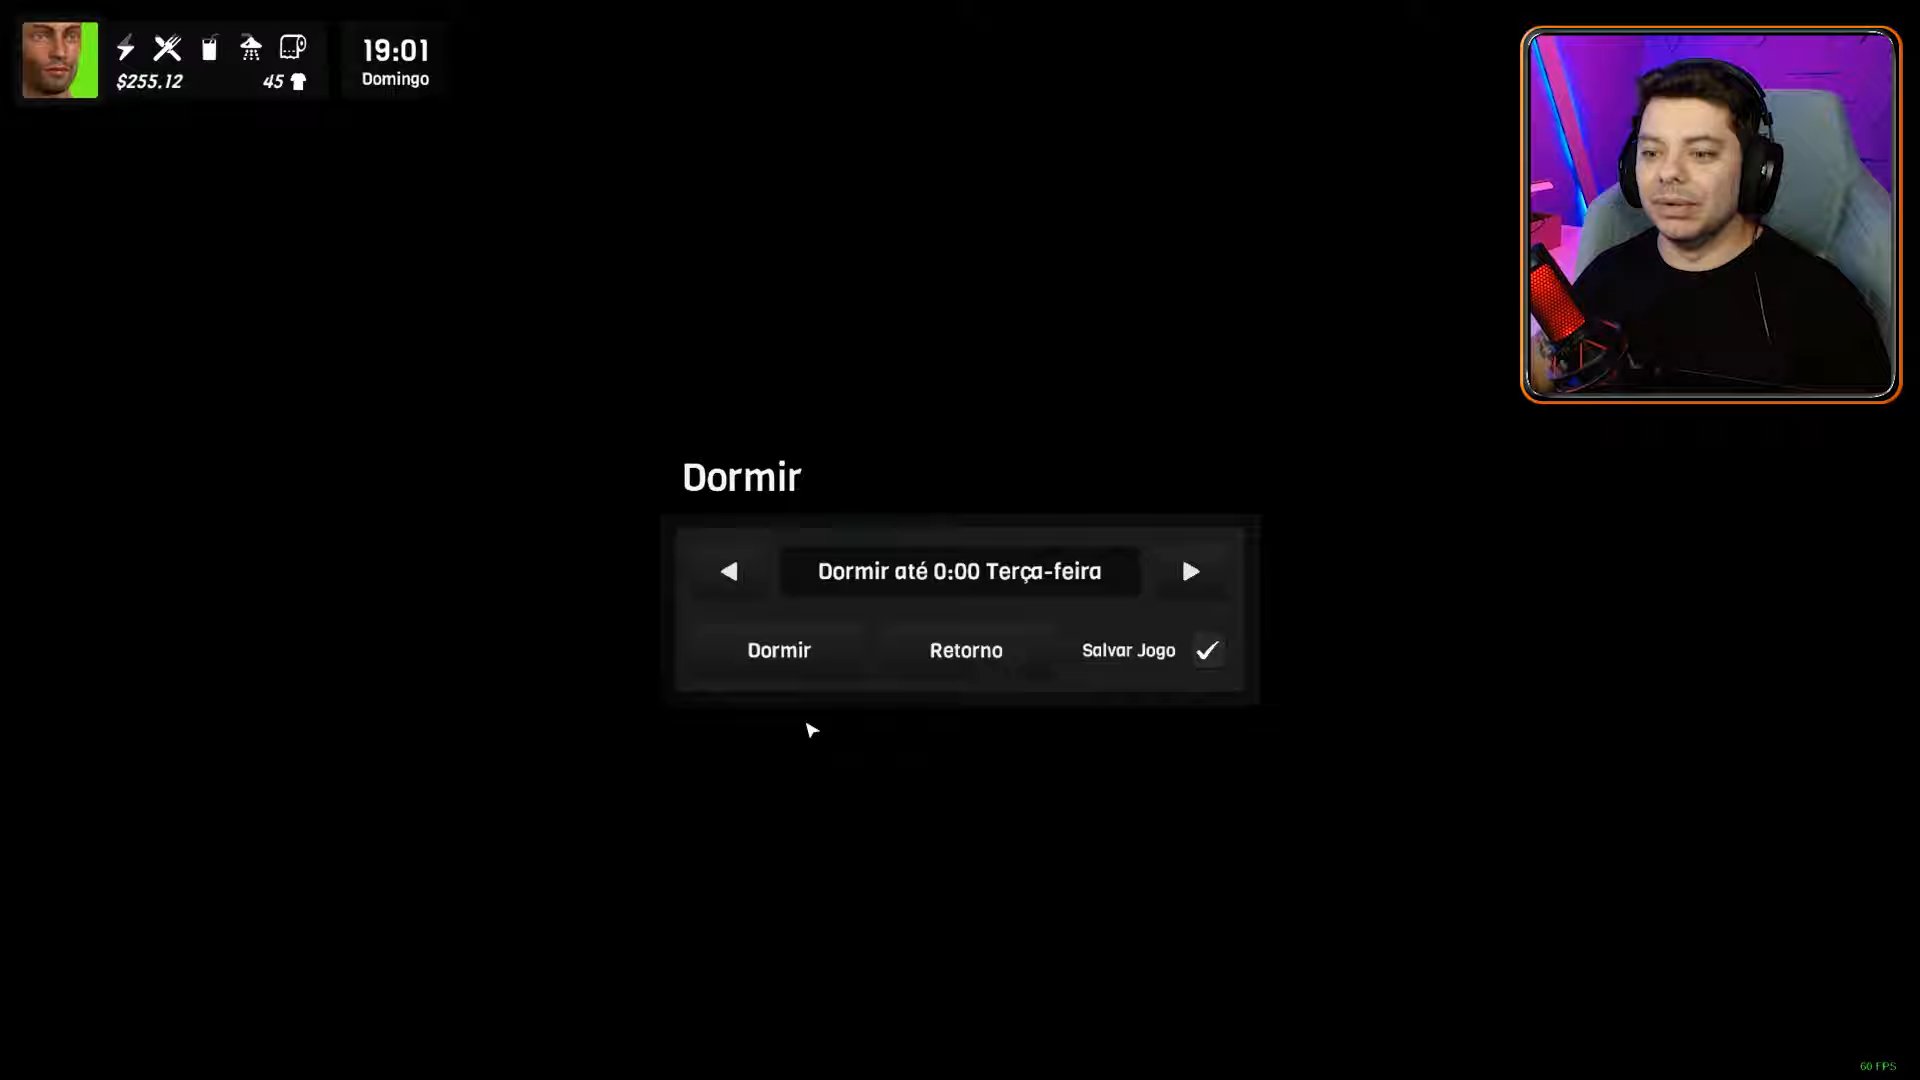 19:01
$255.12
45
Domingo
Dormir
Dormir até 0:00 Terça-feira
Dormir
Retorno
Salvar Jogo
60 FPS